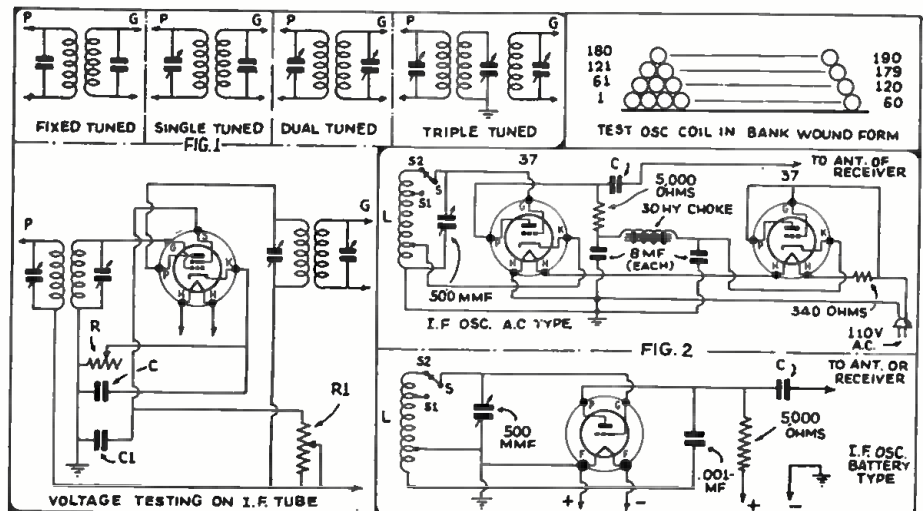 P G G G G
FIXED TUNED SINGLE TUNED DUAL TUNED TRIPLE TUNED
FIG.1
180 190
121 179
61 120
1 60
TEST OSC COIL IN BANK WOUND FORM
P G
G S
P K
H H
R
C
C1
R1
VOLTAGE TESTING ON I.F. TUBE
S2 37 C TO ANT. OF
RECEIVER
S 5,000
OHMS
37
S1 30 HY CHOKE
L
G G
P K P K
H H H H
8 MF
(EACH)
500 MMF
340 OHMS
I.F. OSC. A.C TYPE
110V
A.C.
FIG. 2
TO ANT. OR
RECEIVER
S2 C
S
S1
L
P G
F F
500
MMF
5,000
OHMS
.001-
MF
I.F. OSC.
BATTERY
TYPE
+ - + -